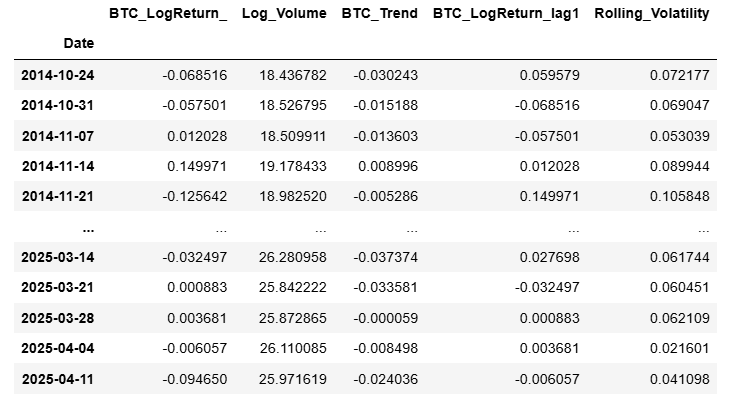 BTC_LogReturn_ Log_Volume BTC_Trend BTC_LogReturn_lag1 Rolling_Volatility
Date
2014-10-24 -0.068516 18.436782 -0.030243 0.059579 0.072177
2014-10-31 -0.057501 18.526795 -0.015188 -0.068516 0.069047
2014-11-07 0.012028 18.509911 -0.013603 -0.057501 0.053039
2014-11-14 0.149971 19.178433 0.008996 0.012028 0.089944
2014-11-21 -0.125642 18.982520 -0.005286 0.149971 0.105848
... ... ... ... ... ...
2025-03-14 -0.032497 26.280958 -0.037374 0.027698 0.061744
2025-03-21 0.000883 25.842222 -0.033581 -0.032497 0.060451
2025-03-28 0.003681 25.872865 -0.000059 0.000883 0.062109
2025-04-04 -0.006057 26.110085 -0.008498 0.003681 0.021601
2025-04-11 -0.094650 25.971619 -0.024036 -0.006057 0.041098